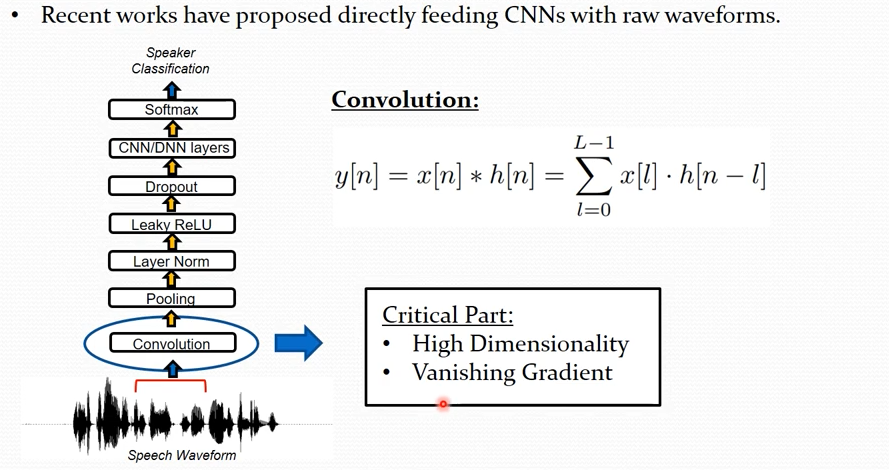 • Recent works have proposed directly feeding CNNs with raw waveforms.
Speaker
Classification
Softmax
CNN/DNN layers
Dropout
Leaky ReLU
Layer Norm
Pooling
Convolution
Speech Waveform
Convolution:
y[n] = x[n] * h[n] = \sum_{l=0}^{L-1} x[l] · h[n − l]
Critical Part:
• High Dimensionality
• Vanishing Gradient